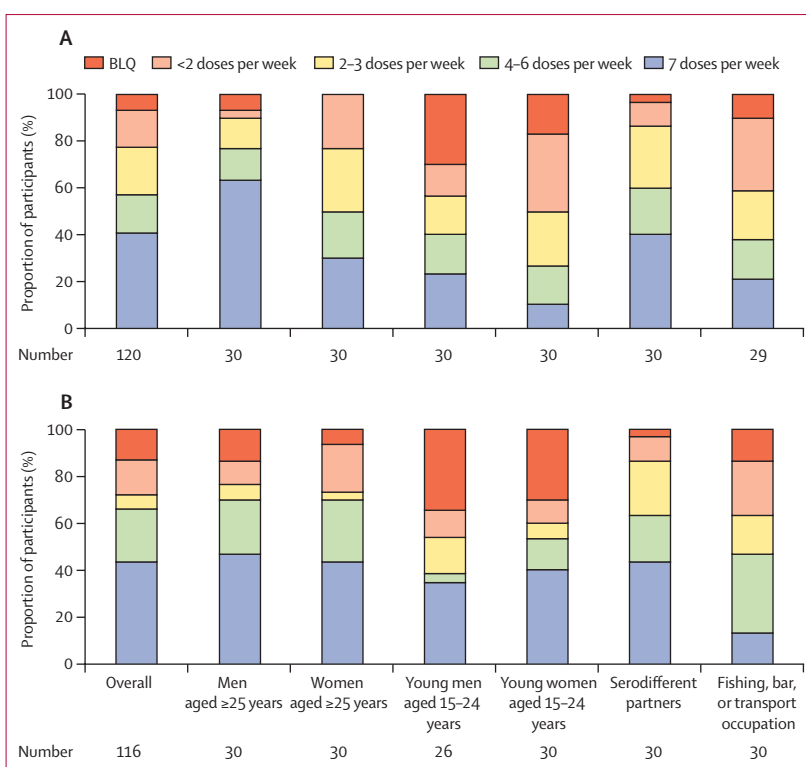 A
BLQ <2 doses per week 2–3 doses per week 4–6 doses per week 7 doses per week
Proportion of participants (%)
100
80
60
40
20
0
Number 120 30 30 30 30 30 29
B
Proportion of participants (%)
100
80
60
40
20
0
Overall Men Women Young men Young women Serodifferent Fishing, bar,
aged ≥25 years aged ≥25 years aged 15–24 aged 15–24 partners or transport
years years occupation
Number 116 30 30 26 30 30 30